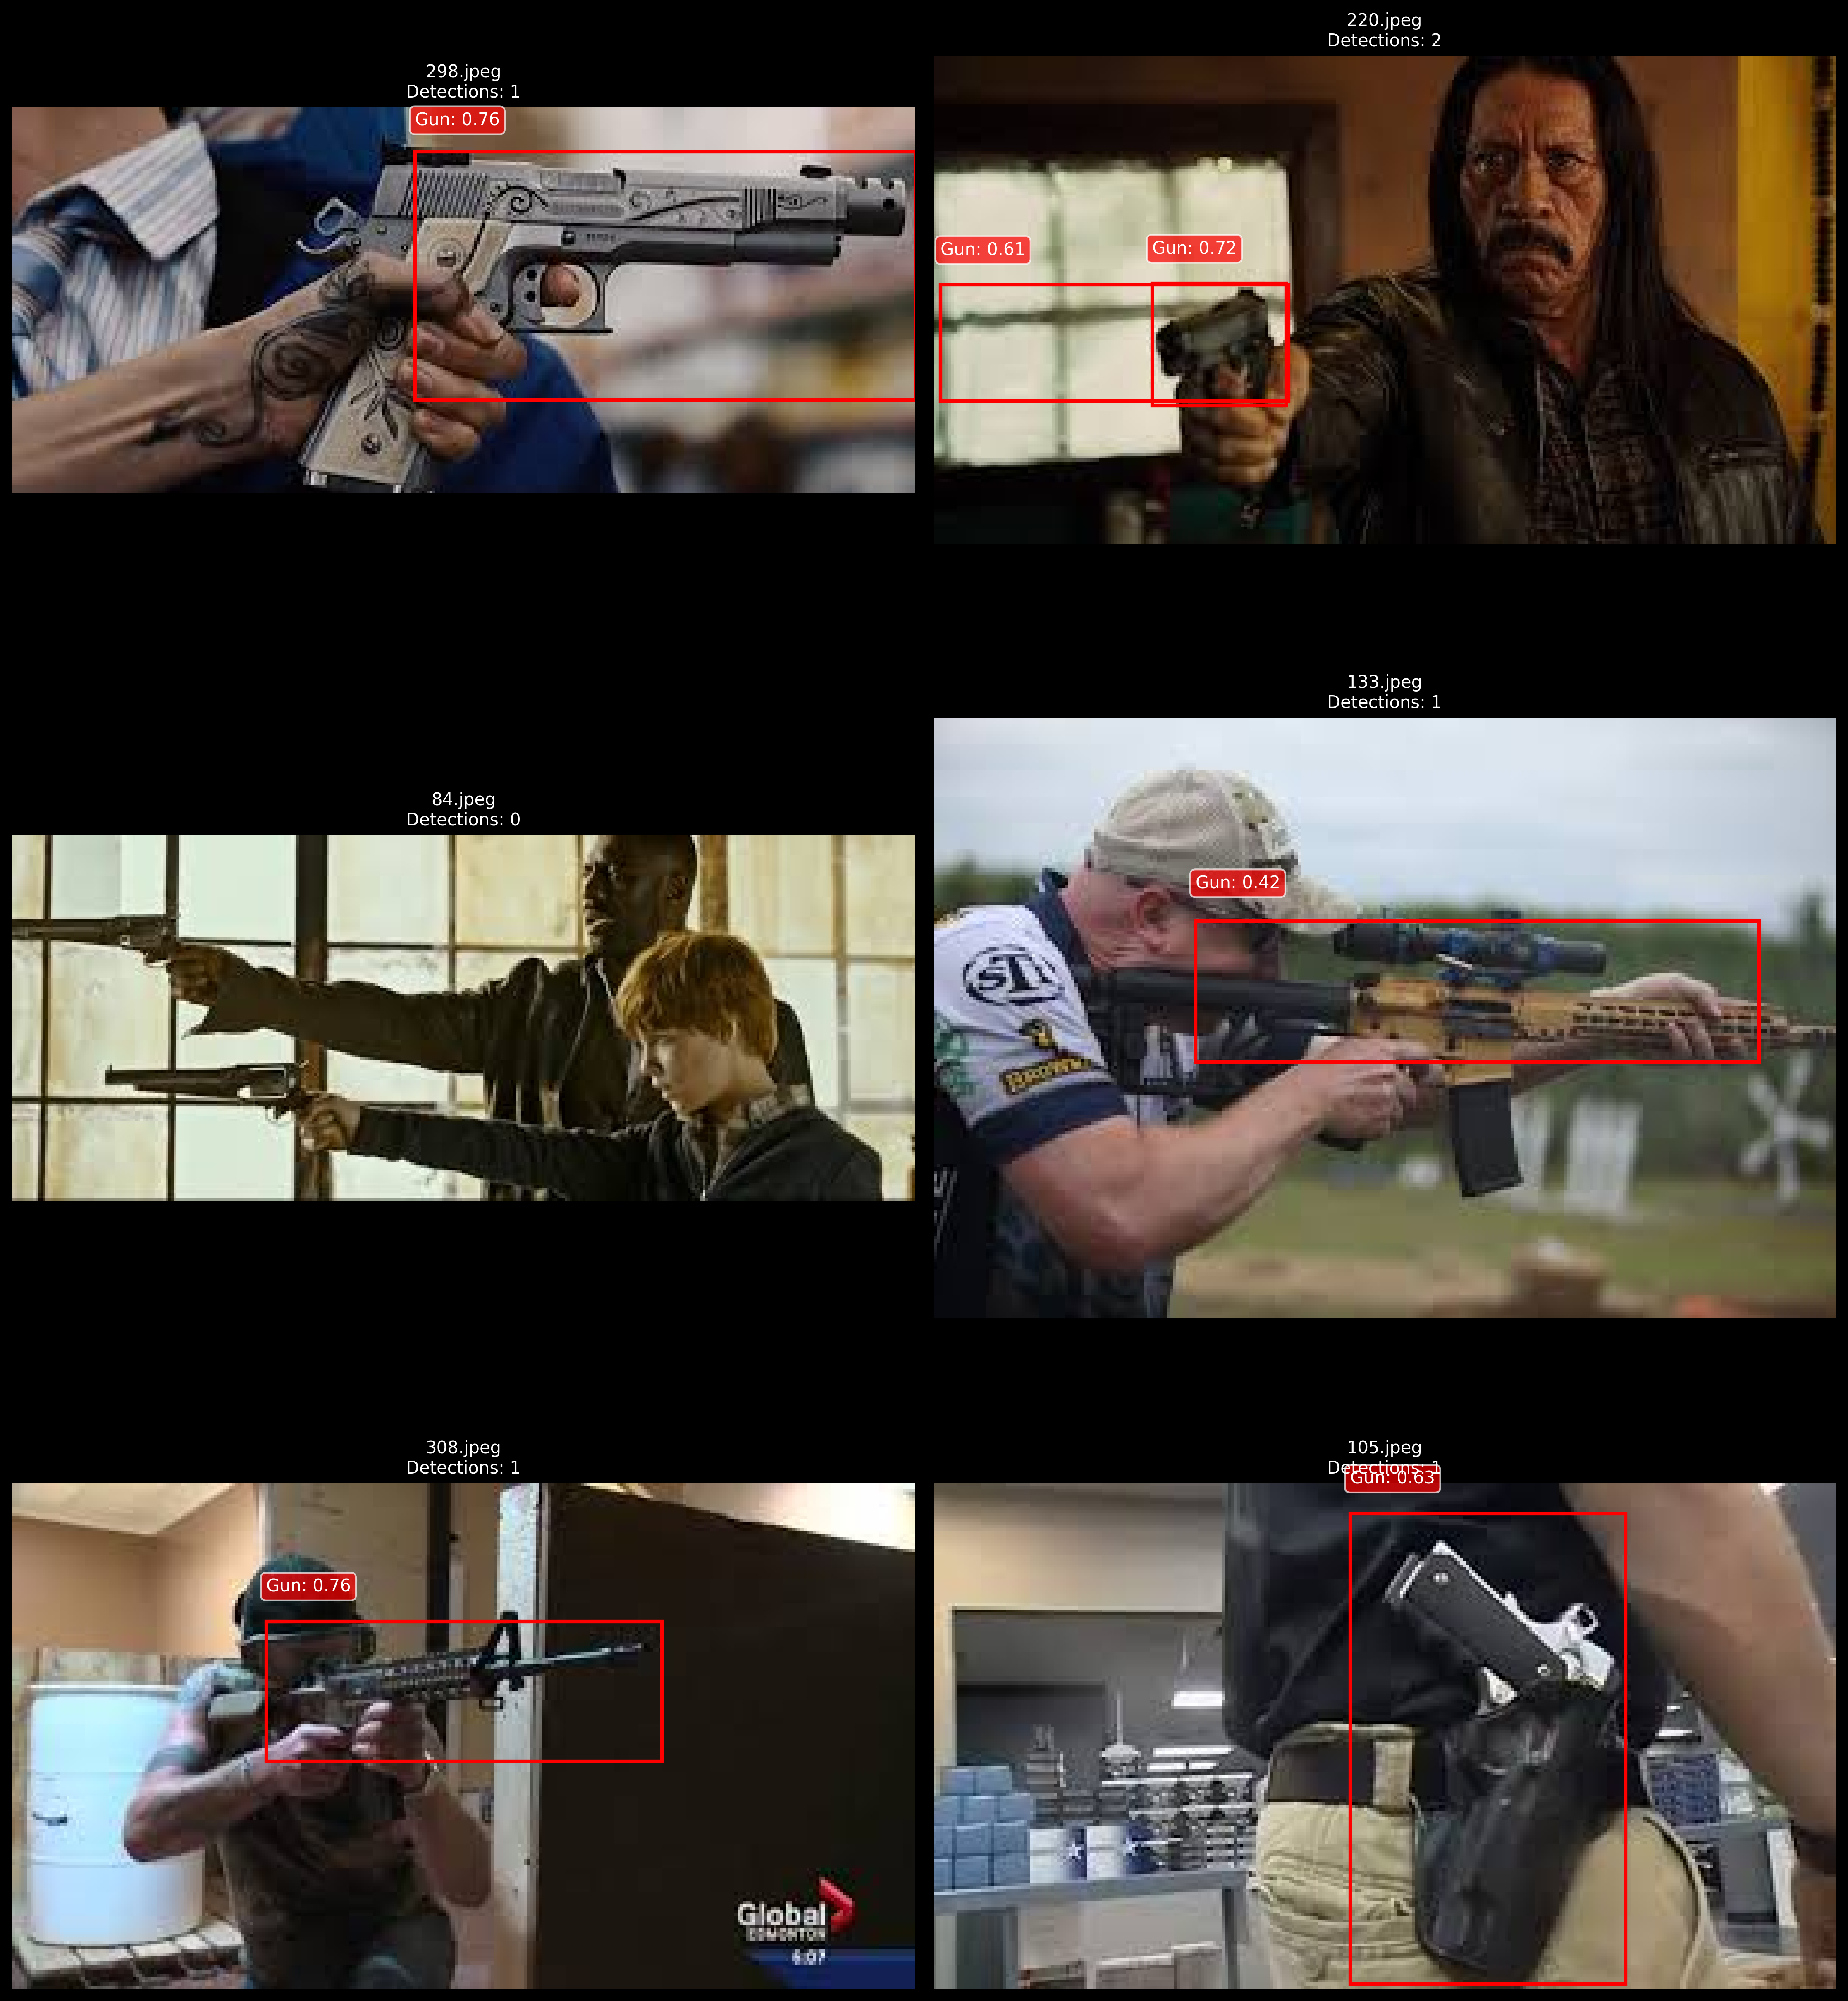 298.jpeg
Detections: 1
Gun: 0.76
220.jpeg
Detections: 2
Gun: 0.61
Gun: 0.72
84.jpeg
Detections: 0
133.jpeg
Detections: 1
Gun: 0.42
STI
308.jpeg
Detections: 1
Gun: 0.76
Global
EDMONTON
6:07
105.jpeg
Detections: 1
Gun: 0.63